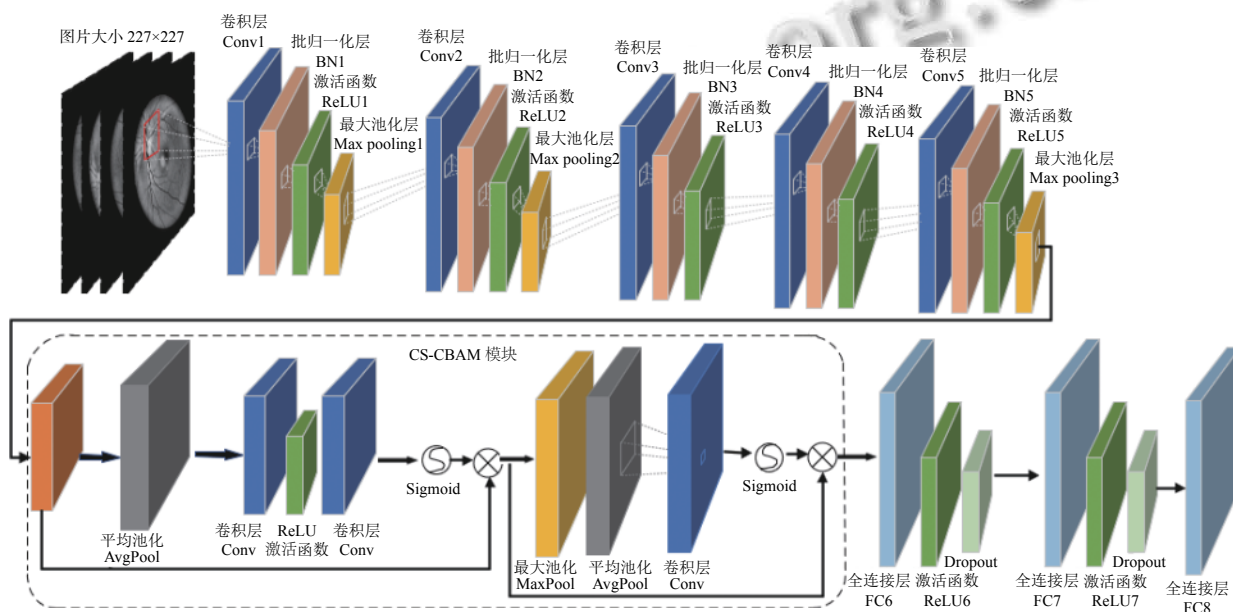 org.c
图片大小 227×227
卷积层
Conv1
批归一化层
BN1
激活函数
ReLU1
最大池化层
Max pooling1
卷积层
Conv2
批归一化层
BN2
激活函数
ReLU2
最大池化层
Max pooling2
卷积层
Conv3
批归一化层
BN3
激活函数
ReLU3
卷积层
Conv4
批归一化层
BN4
激活函数
ReLU4
卷积层
Conv5
批归一化层
BN5
激活函数
ReLU5
最大池化层
Max pooling3
CS-CBAM 模块
平均池化
AvgPool
卷积层
Conv
ReLU
激活函数
卷积层
Conv
Sigmoid
最大池化
MaxPool
平均池化
AvgPool
卷积层
Conv
Sigmoid
全连接层
FC6
激活函数
ReLU6
Dropout
全连接层
FC7
激活函数
ReLU7
Dropout
全连接层
FC8